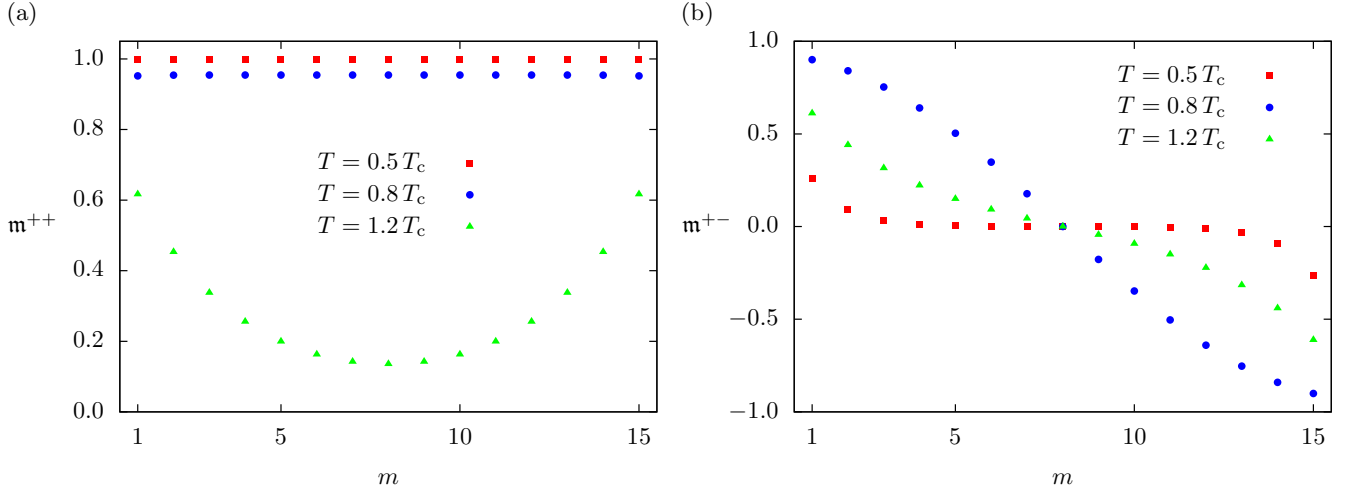 (a)
1.0
0.8
0.6
0.4
0.2
0.0
𝔪⁺⁺
T = 0.5 T_c
T = 0.8 T_c
T = 1.2 T_c
1 5 10 15
m
(b)
1.0
0.5
0.0
−0.5
−1.0
𝔪⁺⁻
T = 0.5 T_c
T = 0.8 T_c
T = 1.2 T_c
1 5 10 15
m